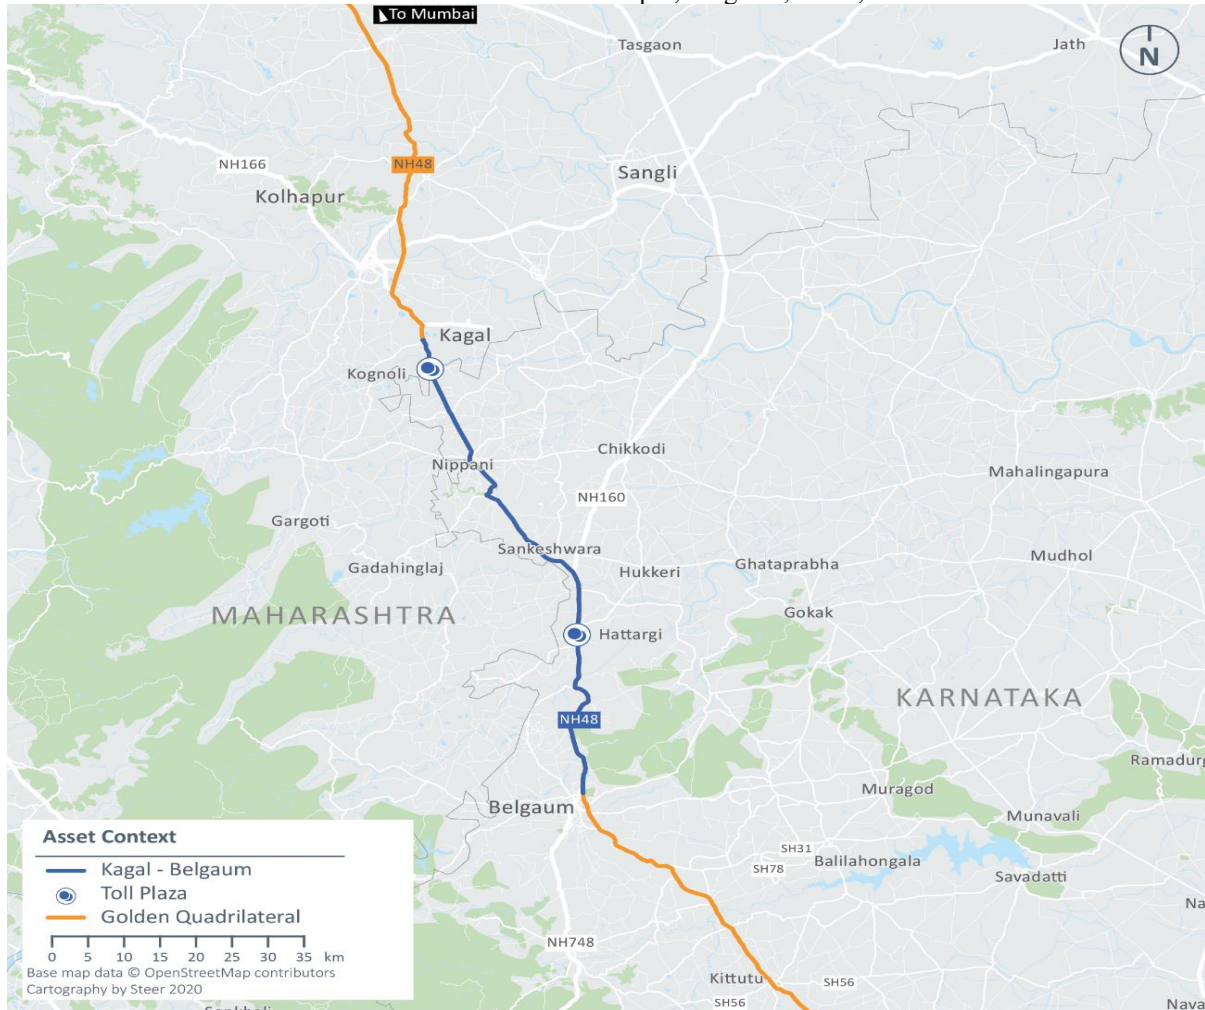 To Mumbai
Tasgaon
Jath
N
NH166
NH48
Sangli
Kolhapur
Kagal
Kognoli
Chikkodi
Nippani
Mahalingapura
NH160
Gargoti
Sankeshwara
Mudhol
Ghataprabha
Gadahinglaj
Hukkeri
Gokak
MAHARASHTRA
Hattargi
KARNATAKA
NH48
Ramadurg
Muragod
Belgaum
Munavali
Asset Context
SH31
Balilahongala
Kagal - Belgaum
SH78
Savadatti
Toll Plaza
Na
Golden Quadrilateral
NH748
0 5 10 15 20 25 30 35 km
Base map data © OpenStreetMap contributors
Kittutu
SH56
Cartography by Steer 2020
SH56
Nava